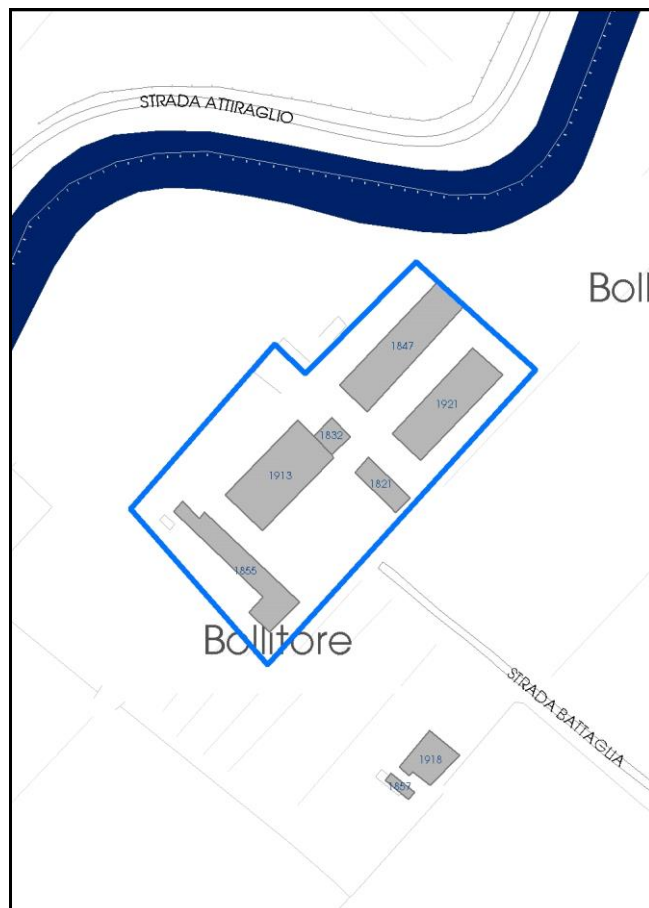 STRADA ATTIRAGLIO
Boll
1847
1921
1832
1913
1821
1855
Bollitore
STRADA BATTAGLIA
1918
1857